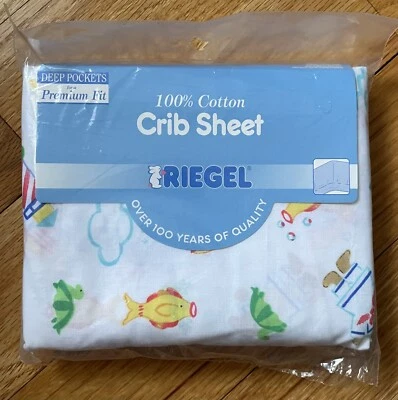 DEEP POCKETS
for a
Premium Fit
100% Cotton
Crib Sheet
RIEGEL®
OVER 100 YEARS OF QUALITY